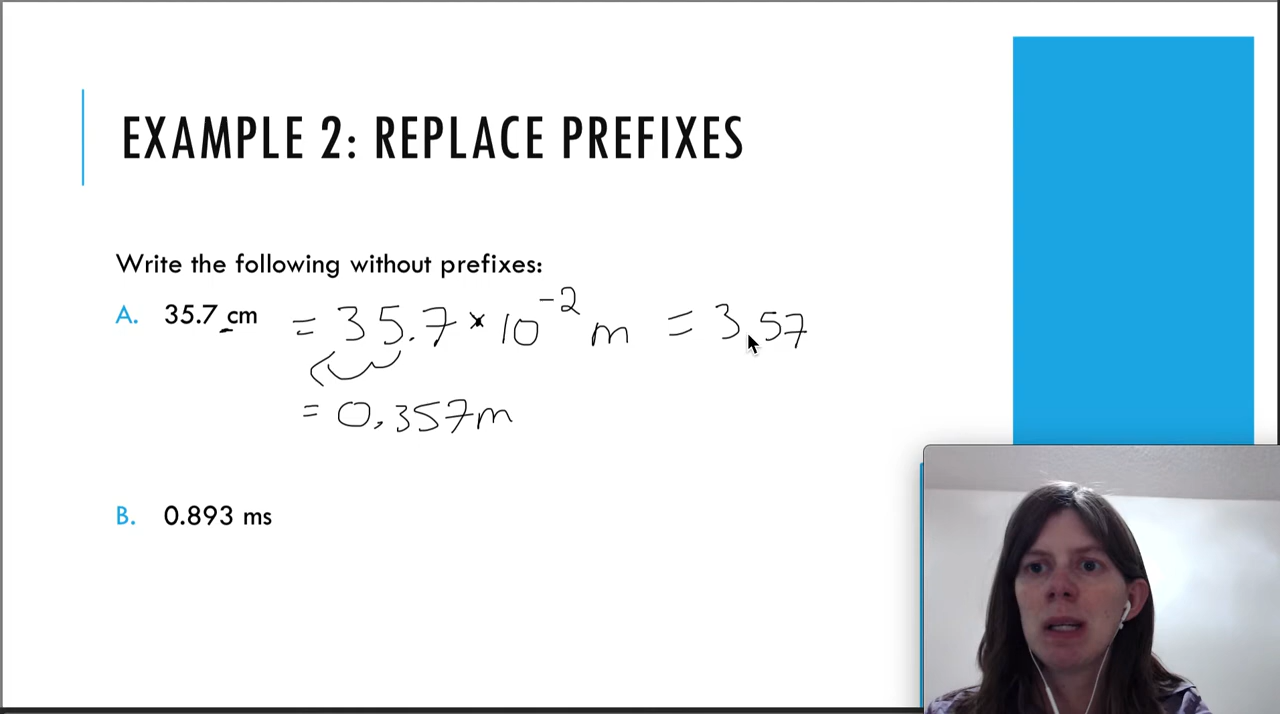 EXAMPLE 2: REPLACE PREFIXES
Write the following without prefixes:
A. 35.7 cm = 35.7 × 10⁻² m = 3.57
= 0.357m
B. 0.893 ms